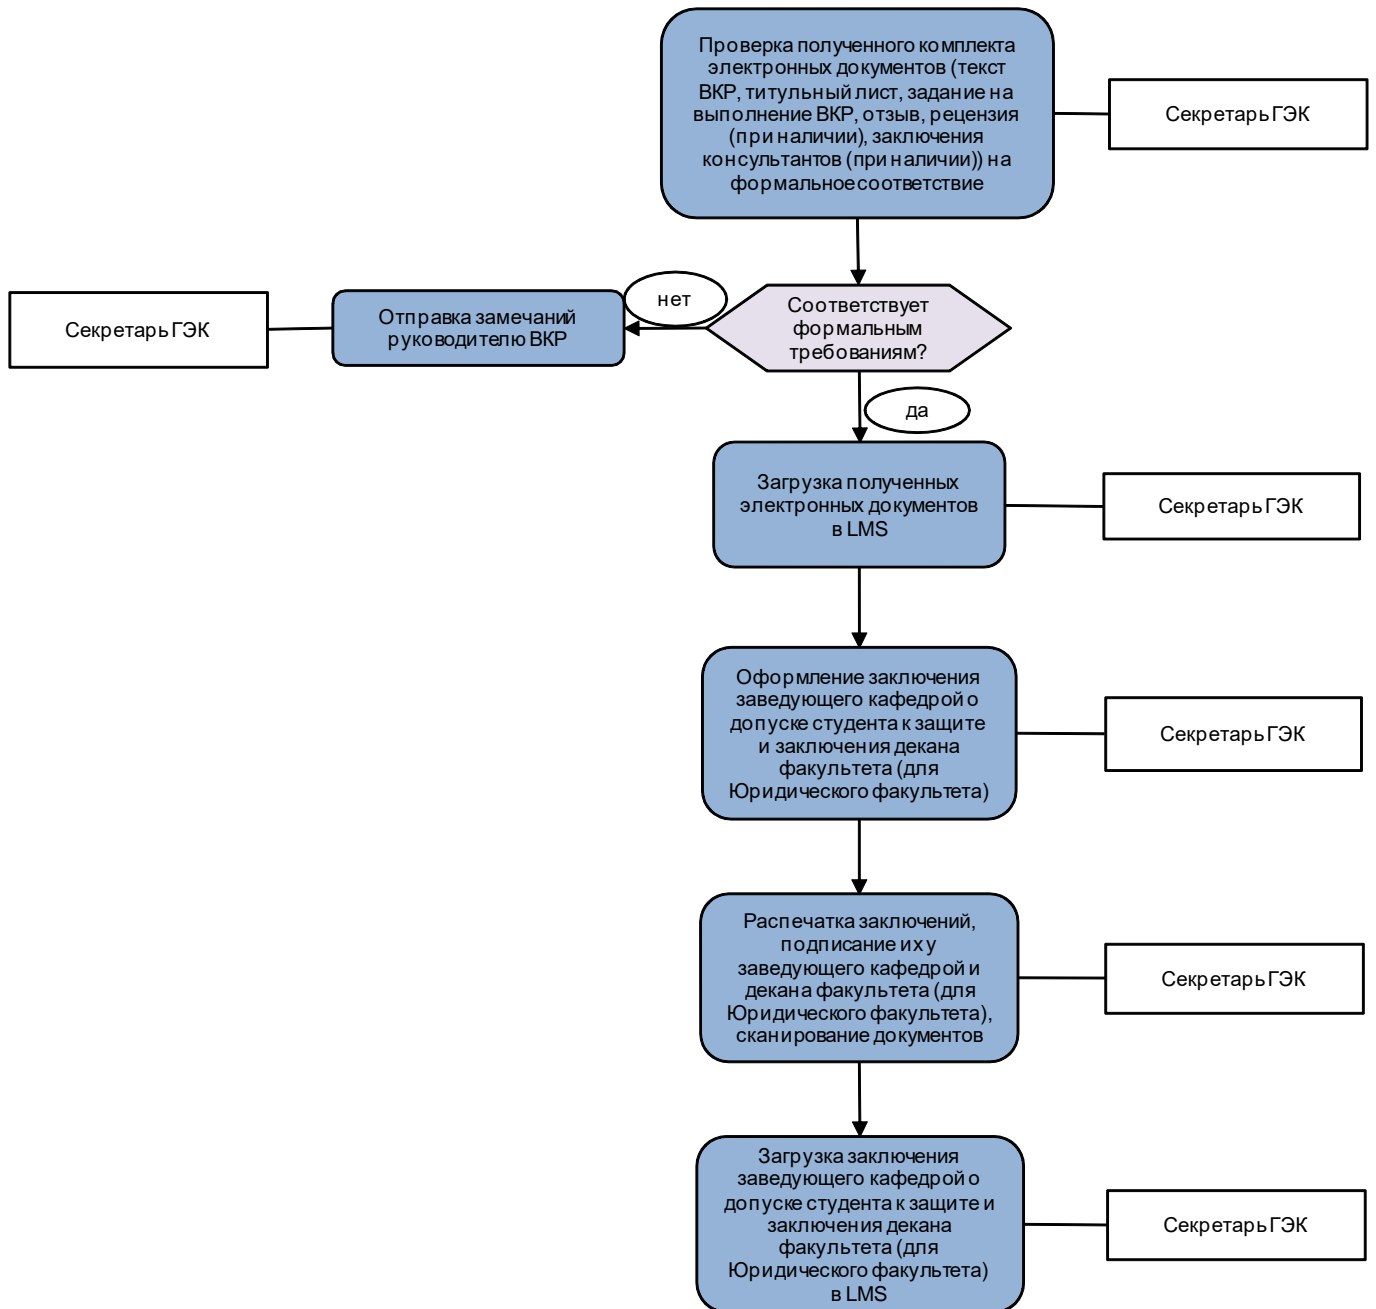 Проверка полученного комплекта
электронных документов (текст
ВКР, титульный лист, задание на
выполнение ВКР, отзыв, рецензия
(при наличии), заключения
консультантов (при наличии)) на
формальное соответствие
Секретарь ГЭК
Секретарь ГЭК
Отправка замечаний
руководителю ВКР
нет
Соответствует
формальным
требованиям?
да
Загрузка полученных
электронных документов
в LMS
Секретарь ГЭК
Оформление заключения
заведующего кафедрой о
допуске студента к защите
и заключения декана
факультета (для
Юридического факультета)
Секретарь ГЭК
Распечатка заключений,
подписание их у
заведующего кафедрой и
декана факультета (для
Юридического факультета),
сканирование документов
Секретарь ГЭК
Загрузка заключения
заведующего кафедрой о
допуске студента к защите и
заключения декана
факультета (для
Юридического факультета)
в LMS
Секретарь ГЭК